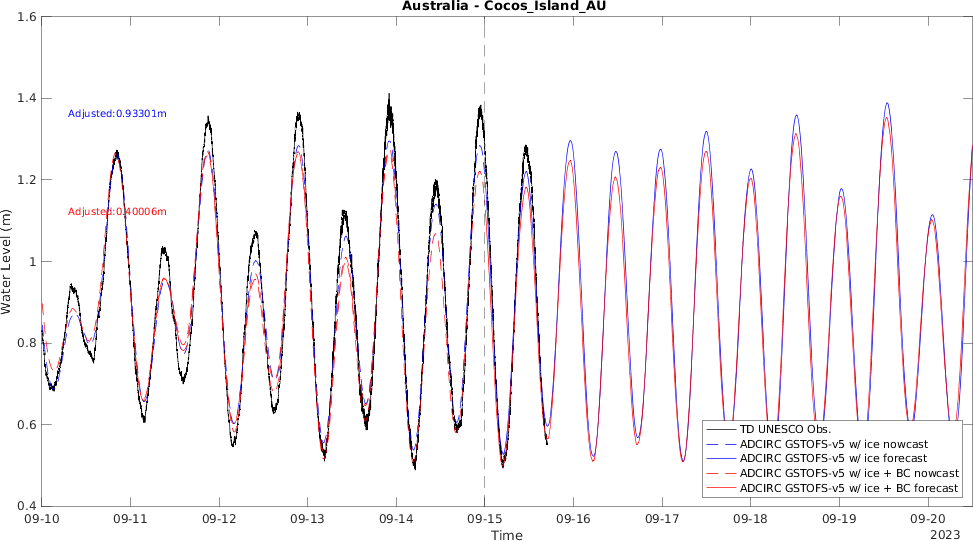 Australia - Cocos_Island_AU
1.6
1.4
1.2
1
0.8
0.6
0.4
Water Level (m)
Adjusted:0.93301m
Adjusted:0.40006m
TD UNESCO Obs.
ADCIRC GSTOFS-v5 w/ ice nowcast
ADCIRC GSTOFS-v5 w/ ice forecast
ADCIRC GSTOFS-v5 w/ ice + BC nowcast
ADCIRC GSTOFS-v5 w/ ice + BC forecast
09-10 09-11 09-12 09-13 09-14 09-15 09-16 09-17 09-18 09-19 09-20
Time
2023